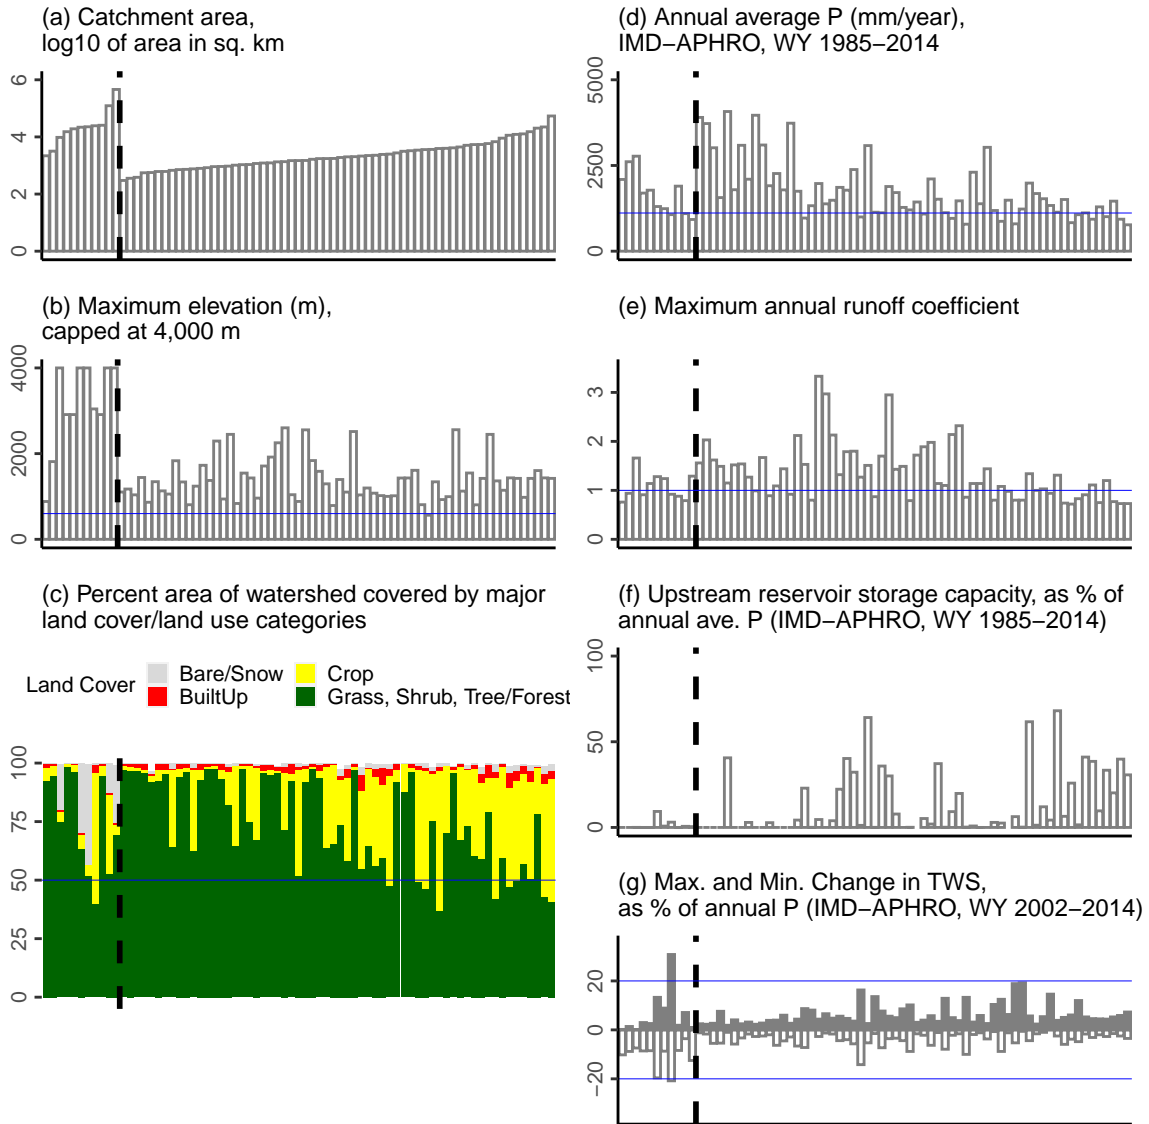 (a) Catchment area,
log10 of area in sq. km
6
4
2
0
(b) Maximum elevation (m),
capped at 4,000 m
4000
2000
0
(c) Percent area of watershed covered by major
land cover/land use categories
Land Cover
Bare/Snow
BuiltUp
Crop
Grass, Shrub, Tree/Forest
100
75
50
25
0
(d) Annual average P (mm/year),
IMD−APHRO, WY 1985−2014
5000
2500
0
(e) Maximum annual runoff coefficient
3
2
1
0
(f) Upstream reservoir storage capacity, as % of
annual ave. P (IMD−APHRO, WY 1985−2014)
100
50
0
(g) Max. and Min. Change in TWS,
as % of annual P (IMD−APHRO, WY 2002−2014)
20
0
−20